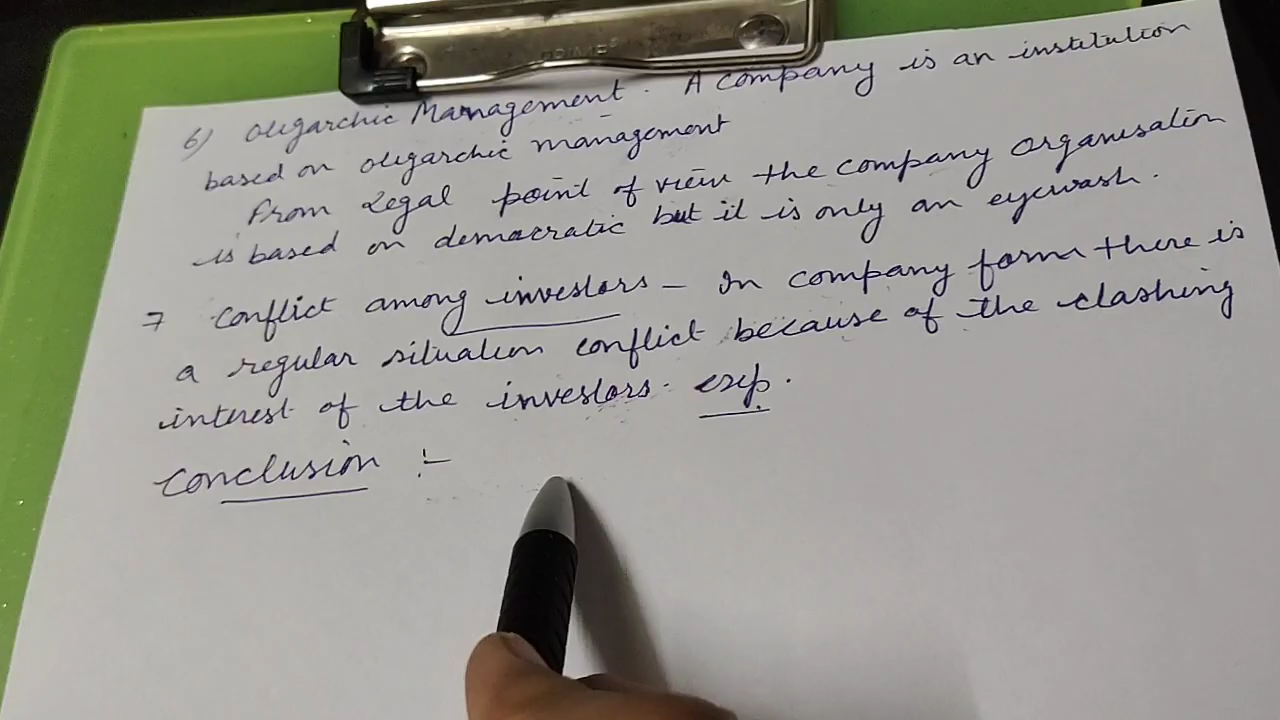 6) Oligarchic Management. A company is an institution
based on oligarchic management
From Legal point of view the company organisation
is based on democratic but it is only an eyewash.
7 Conflict among investors - In company form there is
a regular situation conflict because of the clashing
interest of the investors. exp.
Conclusion :-